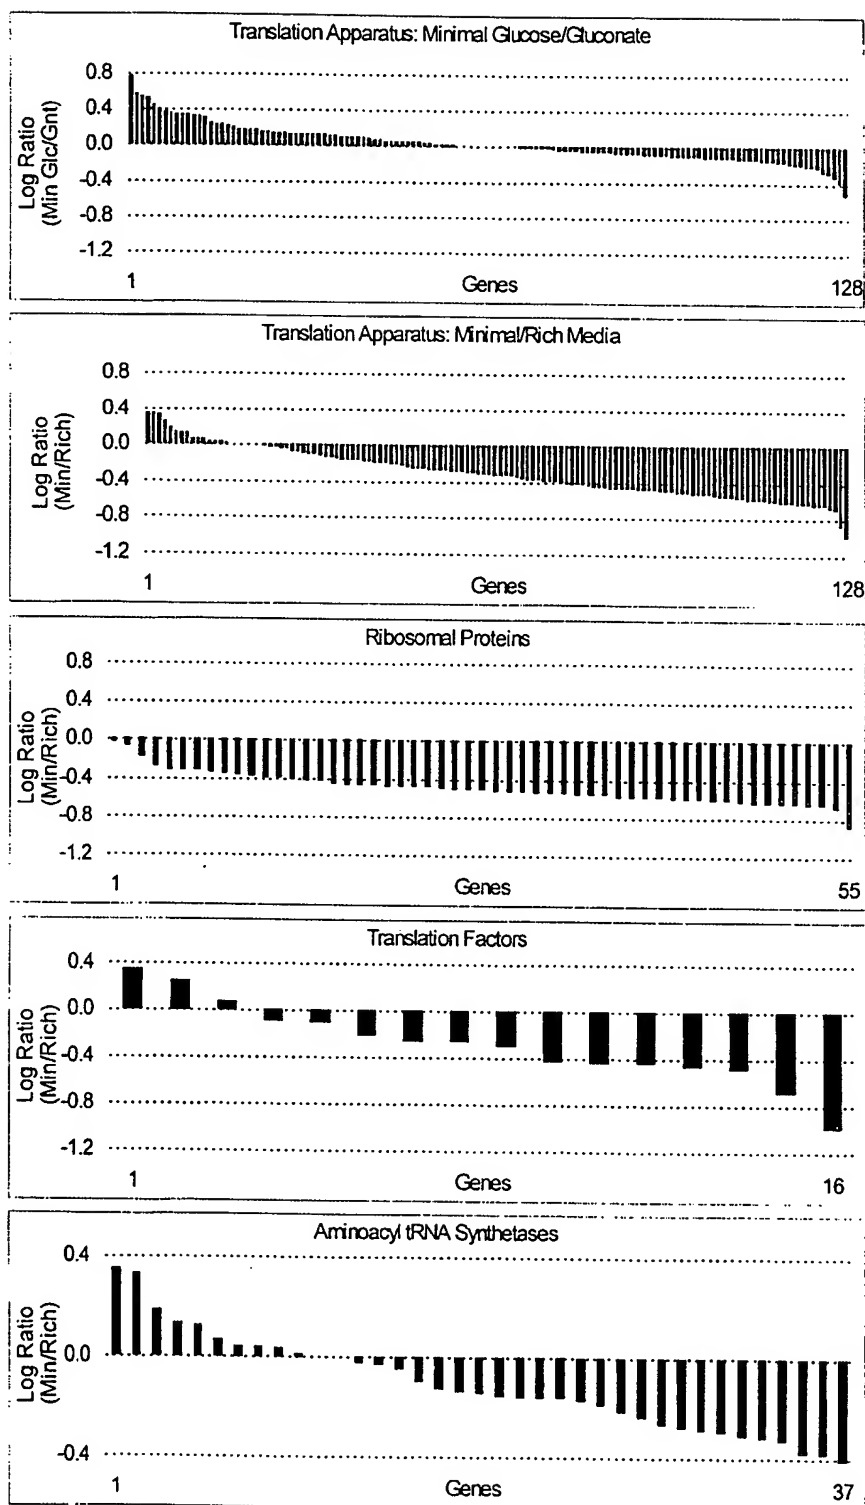 Translation Apparatus: Minimal Glucose/Gluconate
Log Ratio
(Min Glc/Gnt)
0.8
0.4
0.0
-0.4
-0.8
-1.2
1
Genes
128
Translation Apparatus: Minimal/Rich Media
Log Ratio
(Min/Rich)
0.8
0.4
0.0
-0.4
-0.8
-1.2
1
Genes
128
Ribosomal Proteins
Log Ratio
(Min/Rich)
0.8
0.4
0.0
-0.4
-0.8
-1.2
1
Genes
55
Translation Factors
Log Ratio
(Min/Rich)
0.4
0.0
-0.4
-0.8
-1.2
1
Genes
16
Aminoacyl tRNA Synthetases
Log Ratio
(Min/Rich)
0.4
0.0
-0.4
1
Genes
37